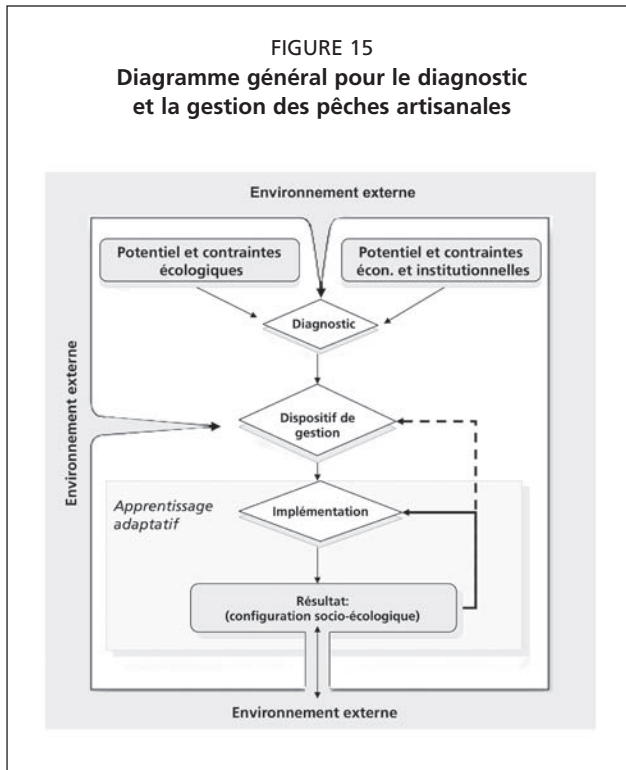 FIGURE 15
Diagramme général pour le diagnostic
et la gestion des pêches artisanales
Environnement externe
Potentiel et contraintes
écologiques
Potentiel et contraintes
écon. et institutionnelles
Diagnostic
Environnement externe
Dispositif de
gestion
Apprentissage
adaptatif
Implémentation
Résultat:
(configuration socio-écologique)
Environnement externe